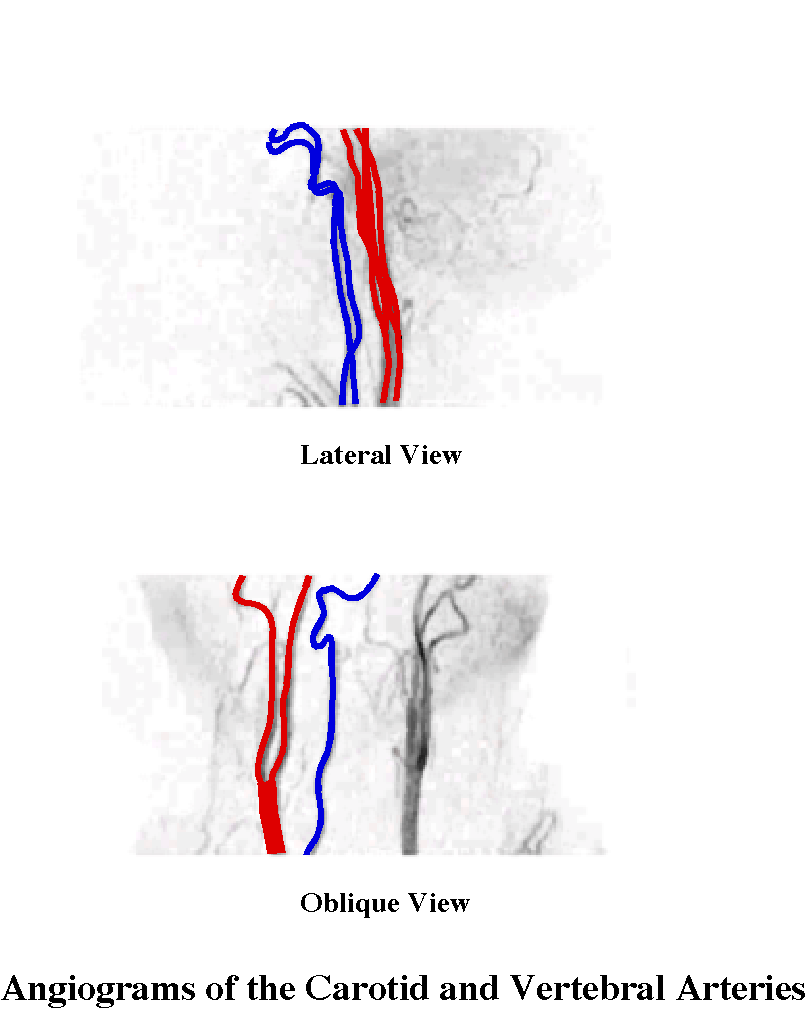 Lateral View
Oblique View
Angiograms of the Carotid and Vertebral Arteries